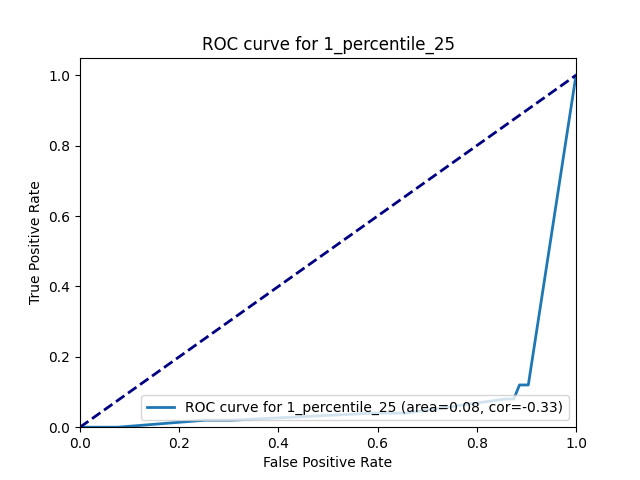 ROC curve for 1_percentile_25
True Positive Rate
1.0
0.8
0.6
0.4
0.2
0.0
ROC curve for 1_percentile_25 (area=0.08, cor=-0.33)
0.0 0.2 0.4 0.6 0.8 1.0
False Positive Rate